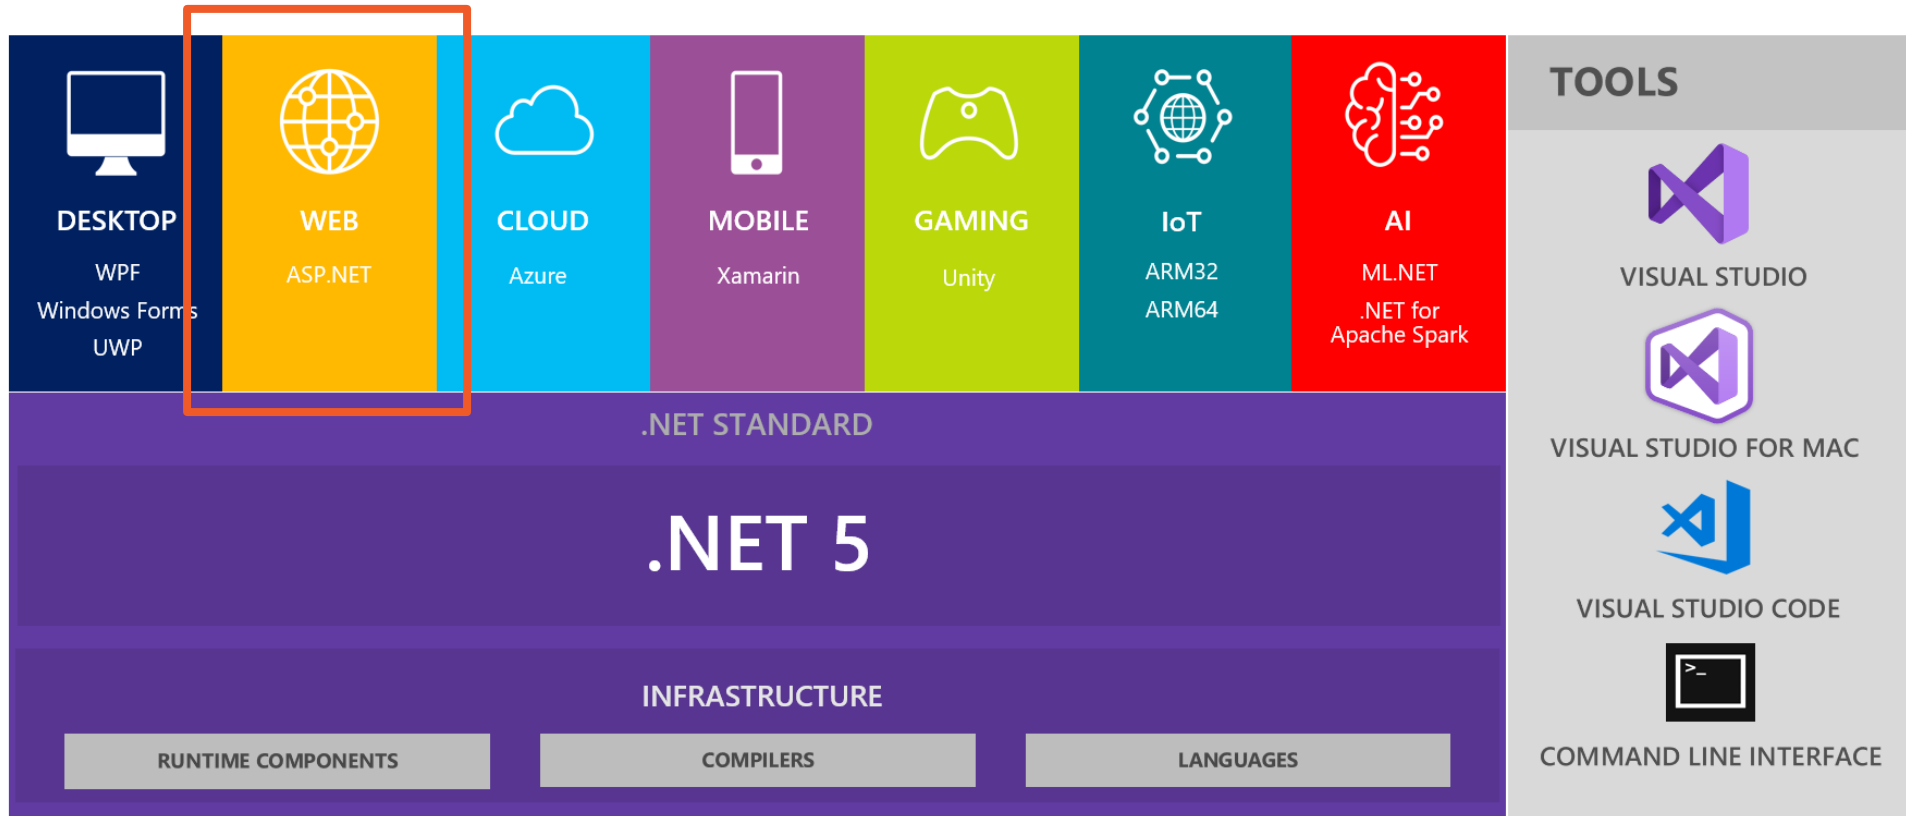 DESKTOP
WPF
Windows Forms
UWP
WEB
ASP.NET
CLOUD
Azure
MOBILE
Xamarin
GAMING
Unity
IoT
ARM32
ARM64
AI
ML.NET
.NET for
Apache Spark
.NET STANDARD
.NET 5
INFRASTRUCTURE
RUNTIME COMPONENTS
COMPILERS
LANGUAGES
TOOLS
VISUAL STUDIO
VISUAL STUDIO FOR MAC
VISUAL STUDIO CODE
>_
COMMAND LINE INTERFACE